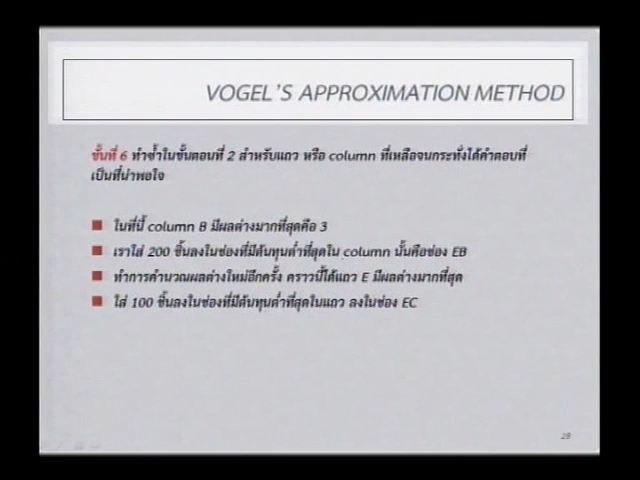 VOGEL'S APPROXIMATION METHOD
ขั้นที่ 6 ทำซ้ำในขั้นตอนที่ 2 สำหรับแถว หรือ column ที่เหลือจนกระทั่งได้คำตอบที่
เป็นที่น่าพอใจ
ในที่นี้ column B มีผลต่างมากที่สุดคือ 3
เราใส่ 200 ชิ้นลงในช่องที่มีต้นทุนต่ำที่สุดใน column นั้นคือช่อง EB
ทำการคำนวณผลต่างใหม่อีกครั้ง คราวนี้ได้แถว E มีผลต่างมากที่สุด
ใส่ 100 ชิ้นลงในช่องที่มีต้นทุนต่ำที่สุดในแถว ลงในช่อง EC
28